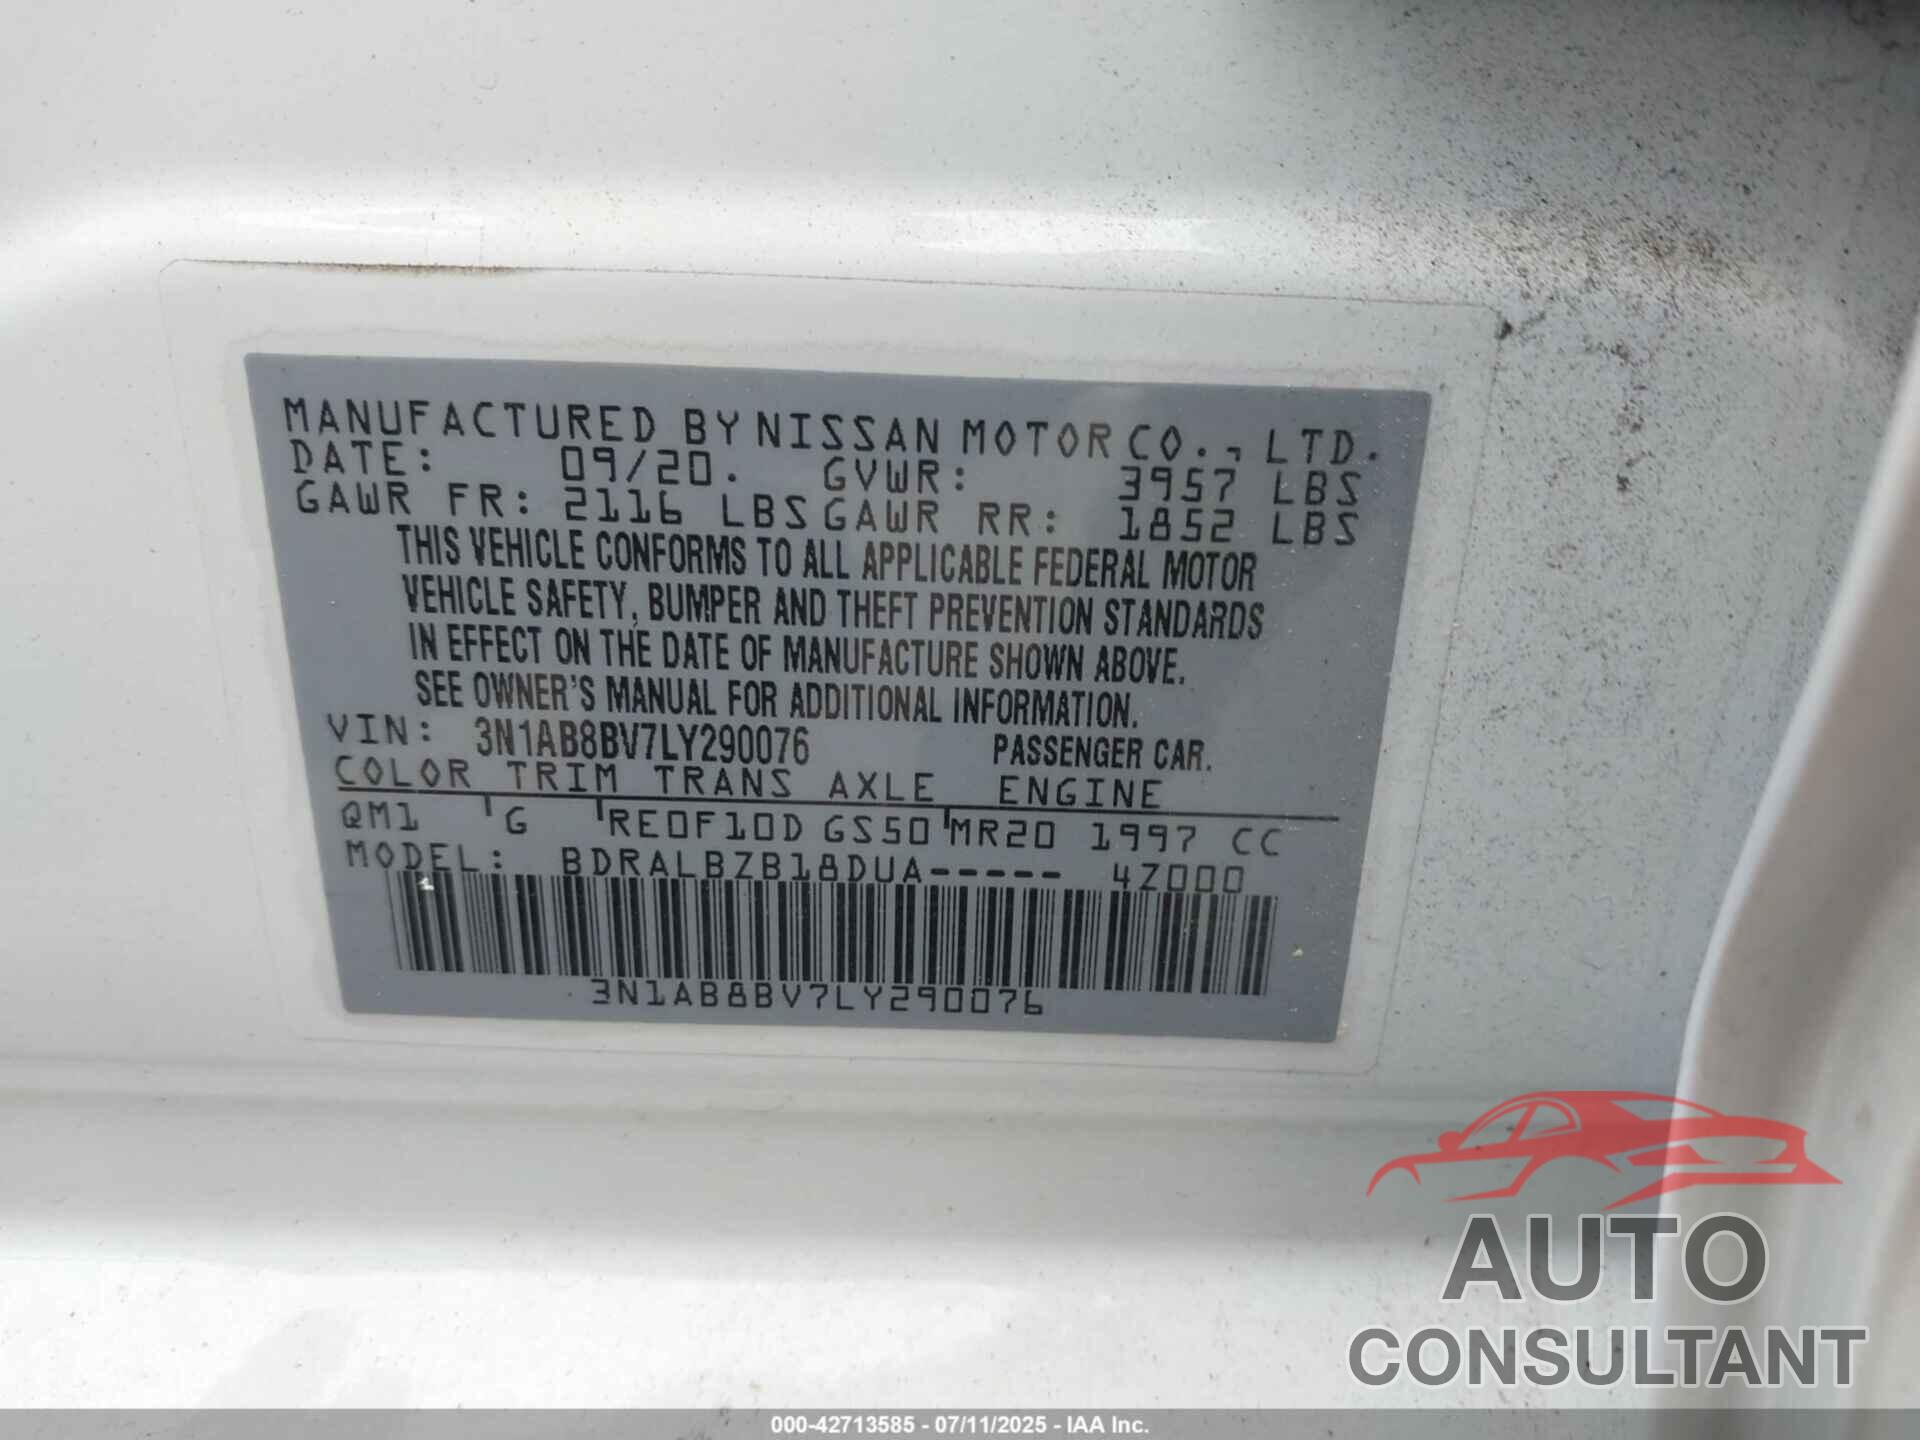 MANUFACTURED BY NISSAN MOTOR CO., LTD.
DATE: 09/20. GVWR: 3957 LBS
GAWR FR: 2116 LBS GAWR RR: 1852 LBS
THIS VEHICLE CONFORMS TO ALL APPLICABLE FEDERAL MOTOR
VEHICLE SAFETY, BUMPER AND THEFT PREVENTION STANDARDS
IN EFFECT ON THE DATE OF MANUFACTURE SHOWN ABOVE.
SEE OWNER'S MANUAL FOR ADDITIONAL INFORMATION.
VIN: 3N1AB8BV7LY290076 PASSENGER CAR.
COLOR TRIM TRANS AXLE ENGINE
QM1 G RE0F10D GS50 MR20 1997 CC
MODEL: BDRALBZB18DUA----- 4Z000
3N1AB8BV7LY290076
AUTO
CONSULTANT
000-42713585 - 07/11/2025 - IAA Inc.